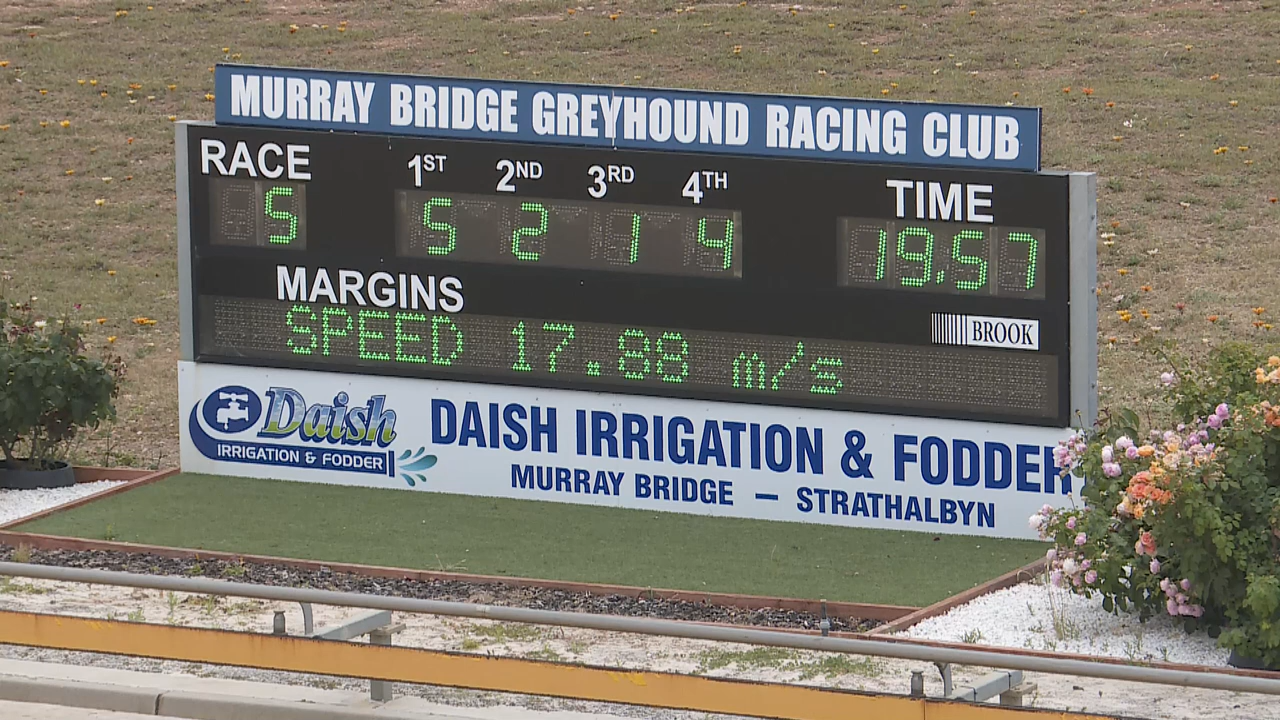 MURRAY BRIDGE GREYHOUND RACING CLUB
RACE 1ST 2ND 3RD 4TH TIME
5 5 2 1 4 19.57
MARGINS
BROOK
SPEED 17.88 m/s
Daish
IRRIGATION & FODDER
DAISH IRRIGATION & FODDER
MURRAY BRIDGE – STRATHALBYN